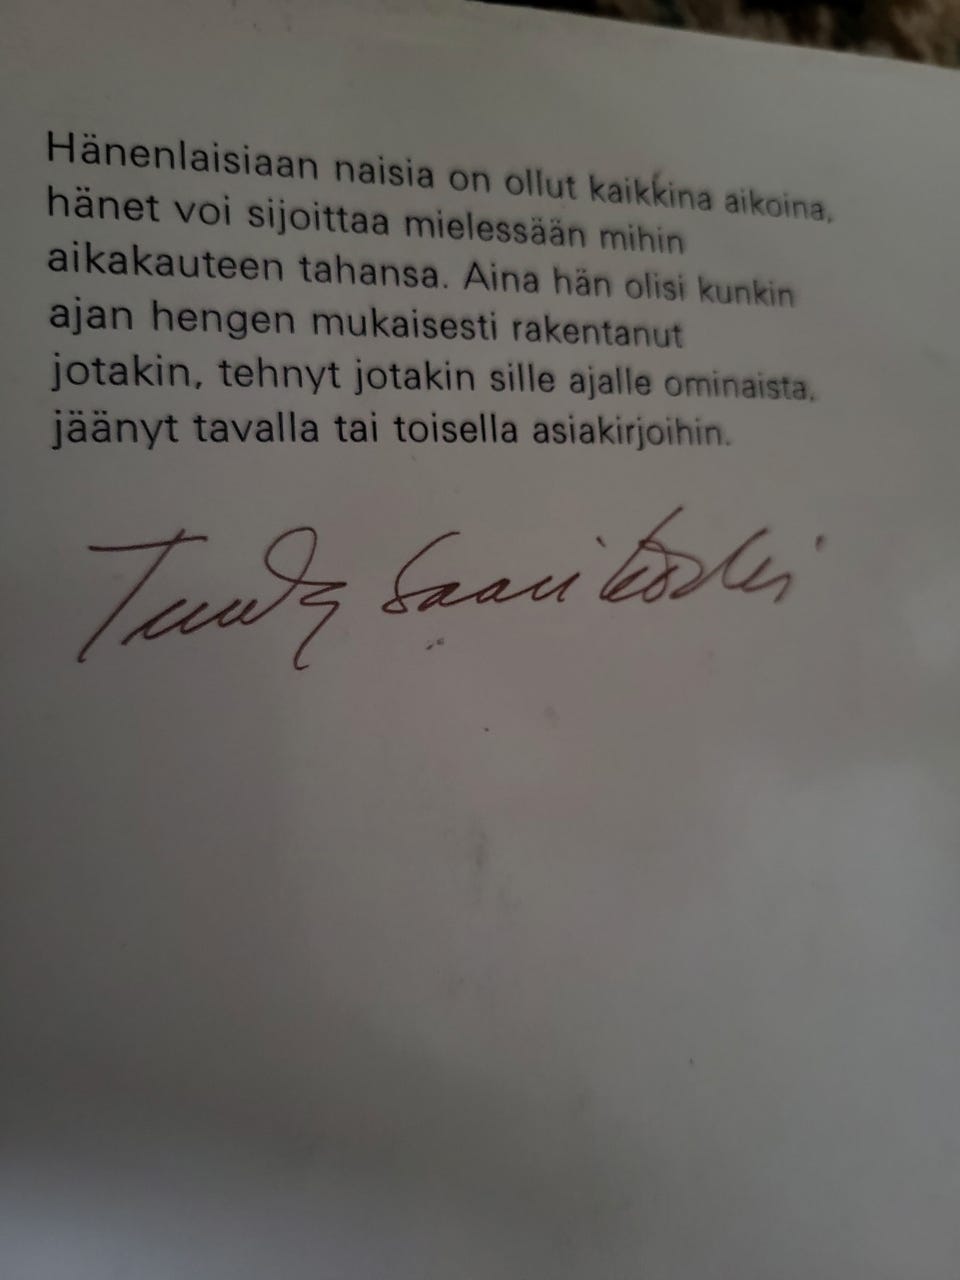 Hänenlaisiaan naisia on ollut kaikkina aikoina,
hänet voi sijoittaa mielessään mihin
aikakauteen tahansa. Aina hän olisi kunkin
ajan hengen mukaisesti rakentanut
jotakin, tehnyt jotakin sille ajalle ominaista,
jäänyt tavalla tai toisella asiakirjoihin.
Saarikoski